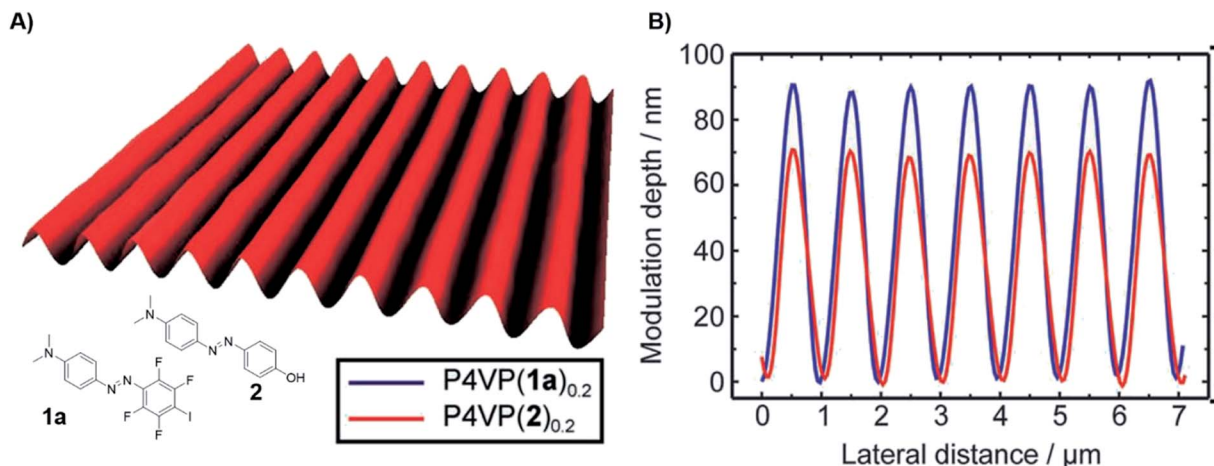 A)
N
N=N
OH
2
N
N=N
F
F
F
F
I
1a
P4VP(1a)0.2
P4VP(2)0.2
B)
Modulation depth / nm
100
80
60
40
20
0
0 1 2 3 4 5 6 7
Lateral distance / µm